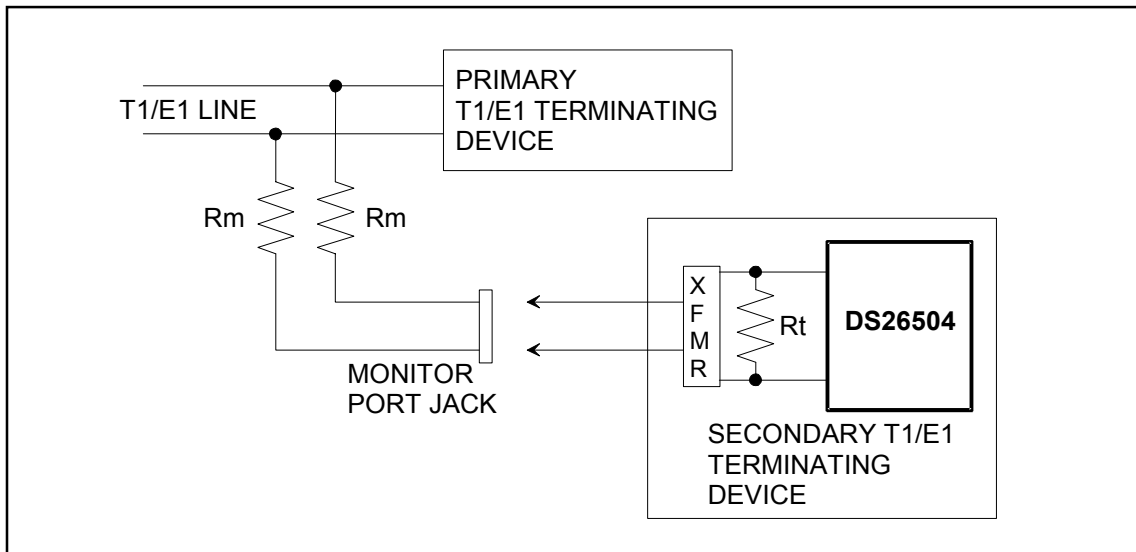 PRIMARY
T1/E1 TERMINATING
DEVICE
T1/E1 LINE
Rm
Rm
MONITOR
PORT JACK
X
F
M
R
Rt
DS26504
SECONDARY T1/E1
TERMINATING
DEVICE